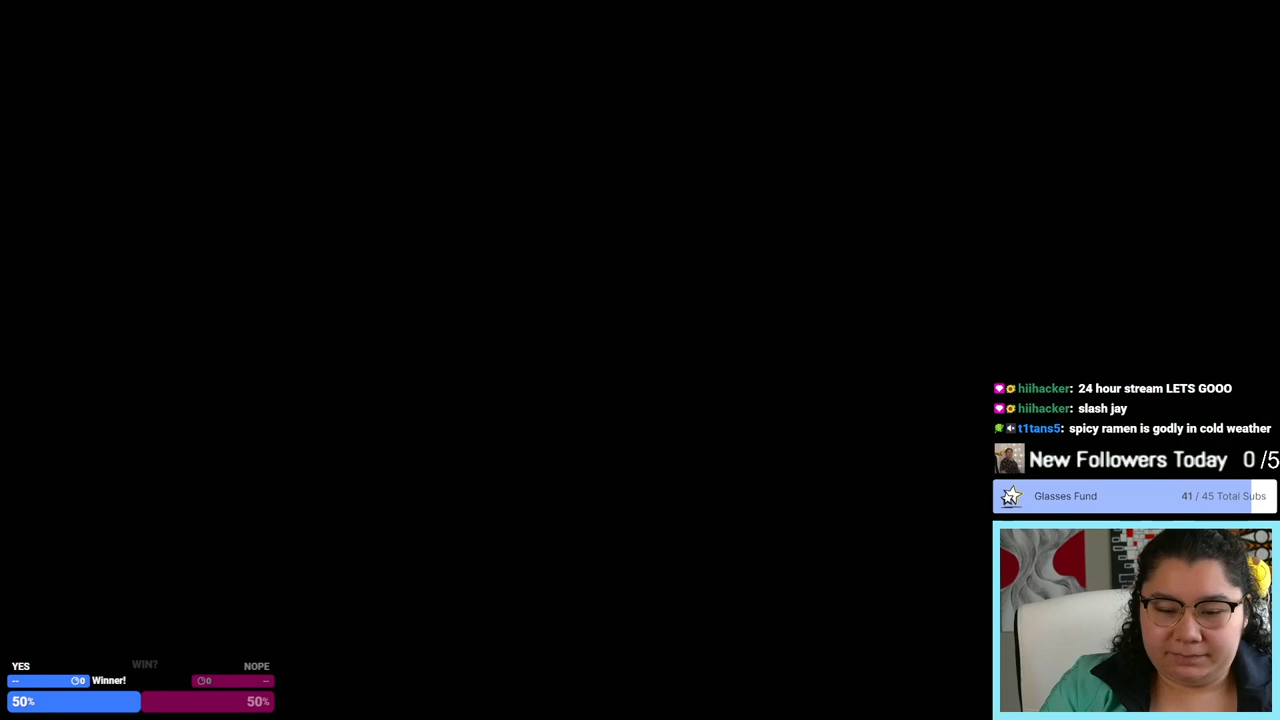 hiihacker: 24 hour stream LETS GOOO
hiihacker: slash jay
t1tans5: spicy ramen is godly in cold weather
New Followers Today 0 /5
Glasses Fund 41 / 45 Total Subs
YES WIN? NOPE
-- 0 Winner! 0 --
50% 50%